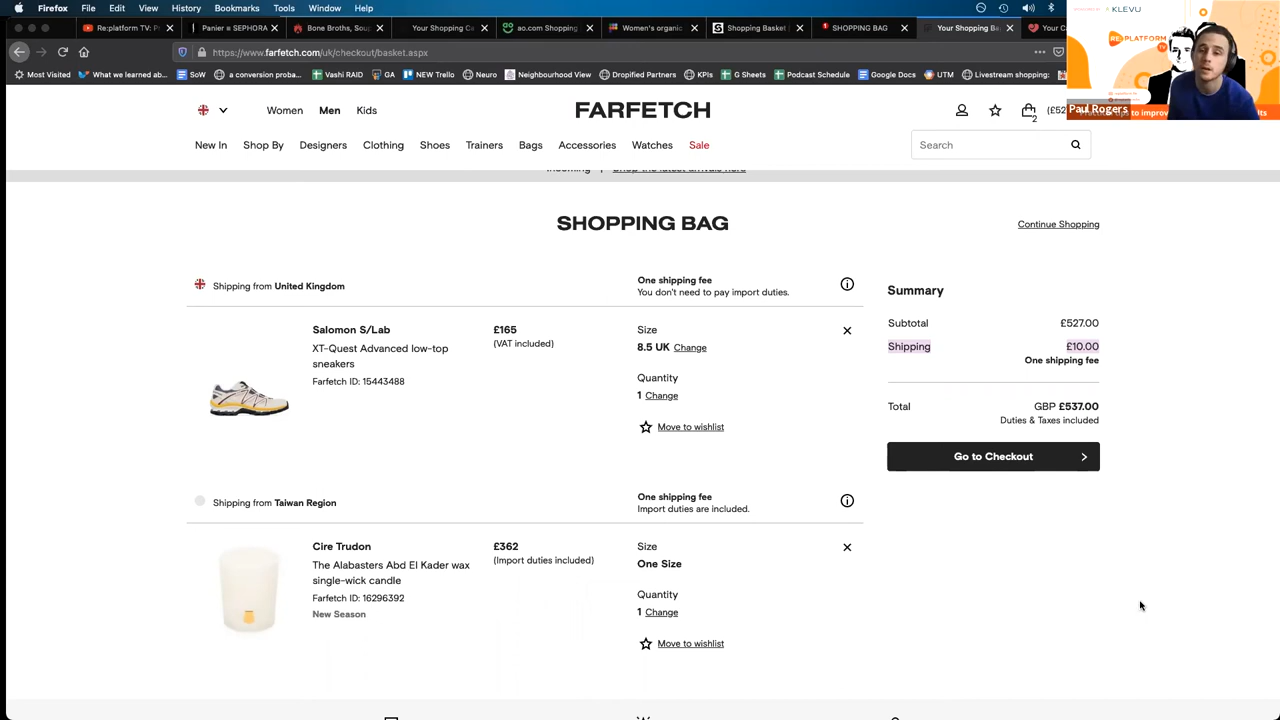 Firefox File Edit View History Bookmarks Tools Window Help
Re:platform TV: P
Panier ≡ SEPHORA
Bone Broths, Sou
Your Shopping Ca
ao.com Shopping
Women's organic
Shopping Basket
SHOPPING BAG
Your Shopping Bag
Your Ca
https://www.farfetch.com/uk/checkout/basket.aspx
Most Visited
What we learned ab...
a conversion proba...
Vashi RAID
GA
NEW Trello
Neuro
Neighbourhood View
Dropified Partners
KPIs
G Sheets
Podcast Schedule
Google Docs
UTM
Livestream shopping:
KLEVU
RE:PLATFORM
Paul Rogers
Women Men Kids
FARFETCH
2
New In Shop By Designers Clothing Shoes Trainers Bags Accessories Watches Sale
Search
SHOPPING BAG
Continue Shopping
Shipping from United Kingdom
One shipping fee
You don't need to pay import duties.
Salomon S/Lab
XT-Quest Advanced low-top
sneakers
Farfetch ID: 15443488
£165
(VAT included)
Size
8.5 UK Change
Quantity
1 Change
Move to wishlist
Shipping from Taiwan Region
One shipping fee
Import duties are included.
Cire Trudon
The Alabasters Abd El Kader wax
single-wick candle
Farfetch ID: 16296392
New Season
£362
(Import duties included)
Size
One Size
Quantity
1 Change
Move to wishlist
Summary
Subtotal £527.00
Shipping £10.00
One shipping fee
Total GBP £537.00
Duties & Taxes included
Go to Checkout